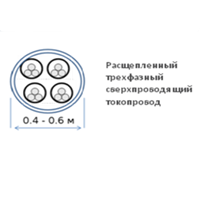 Расщепленный
трехфазный
сверхпроводящий
токопровод
0.4 - 0.6 м